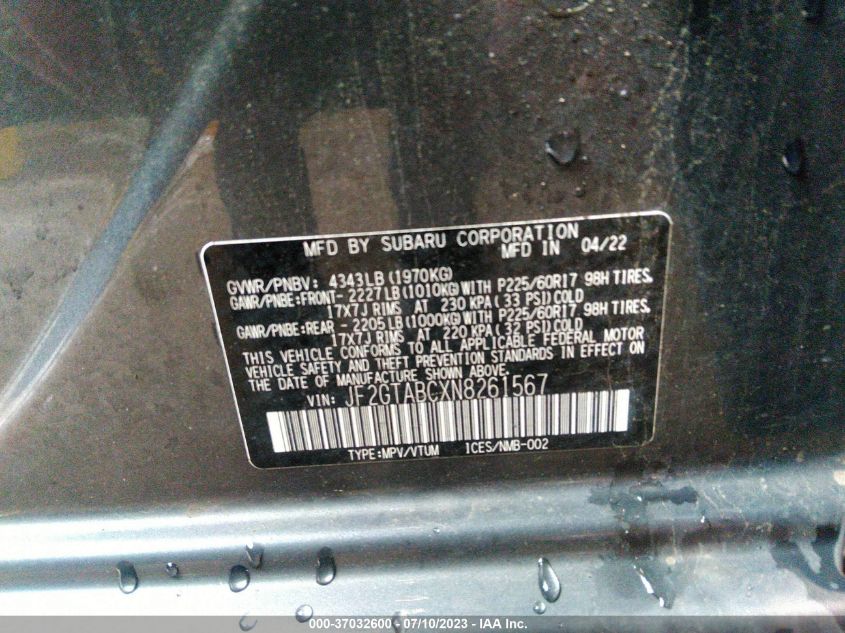 MFD BY SUBARU CORPORATION
MFD IN 04/22
GVWR/PNBV: 4343LB(1970KG)
GAWR/PNBE:FRONT-2227LB(1010KG)WITH P225/60R17 98H TIRES.
17X7J RIMS AT 230 KPA(33 PSI)COLD
GAWR/PNBE:REAR -2205LB(1000KG)WITH P225/60R17 98H TIRES.
17X7J RIMS AT 220 KPA(32 PSI)COLD
THIS VEHICLE CONFORMS TO ALL APPLICABLE FEDERAL MOTOR
VEHICLE SAFETY AND THEFT PREVENTION STANDARDS IN EFFECT ON
THE DATE OF MANUFACTURE SHOWN ABOVE.
VIN: JF2GTABCXN8261567
TYPE:MPV/VTUM ICES/NMB-002
000-37032600 - 07/10/2023 - IAA Inc.